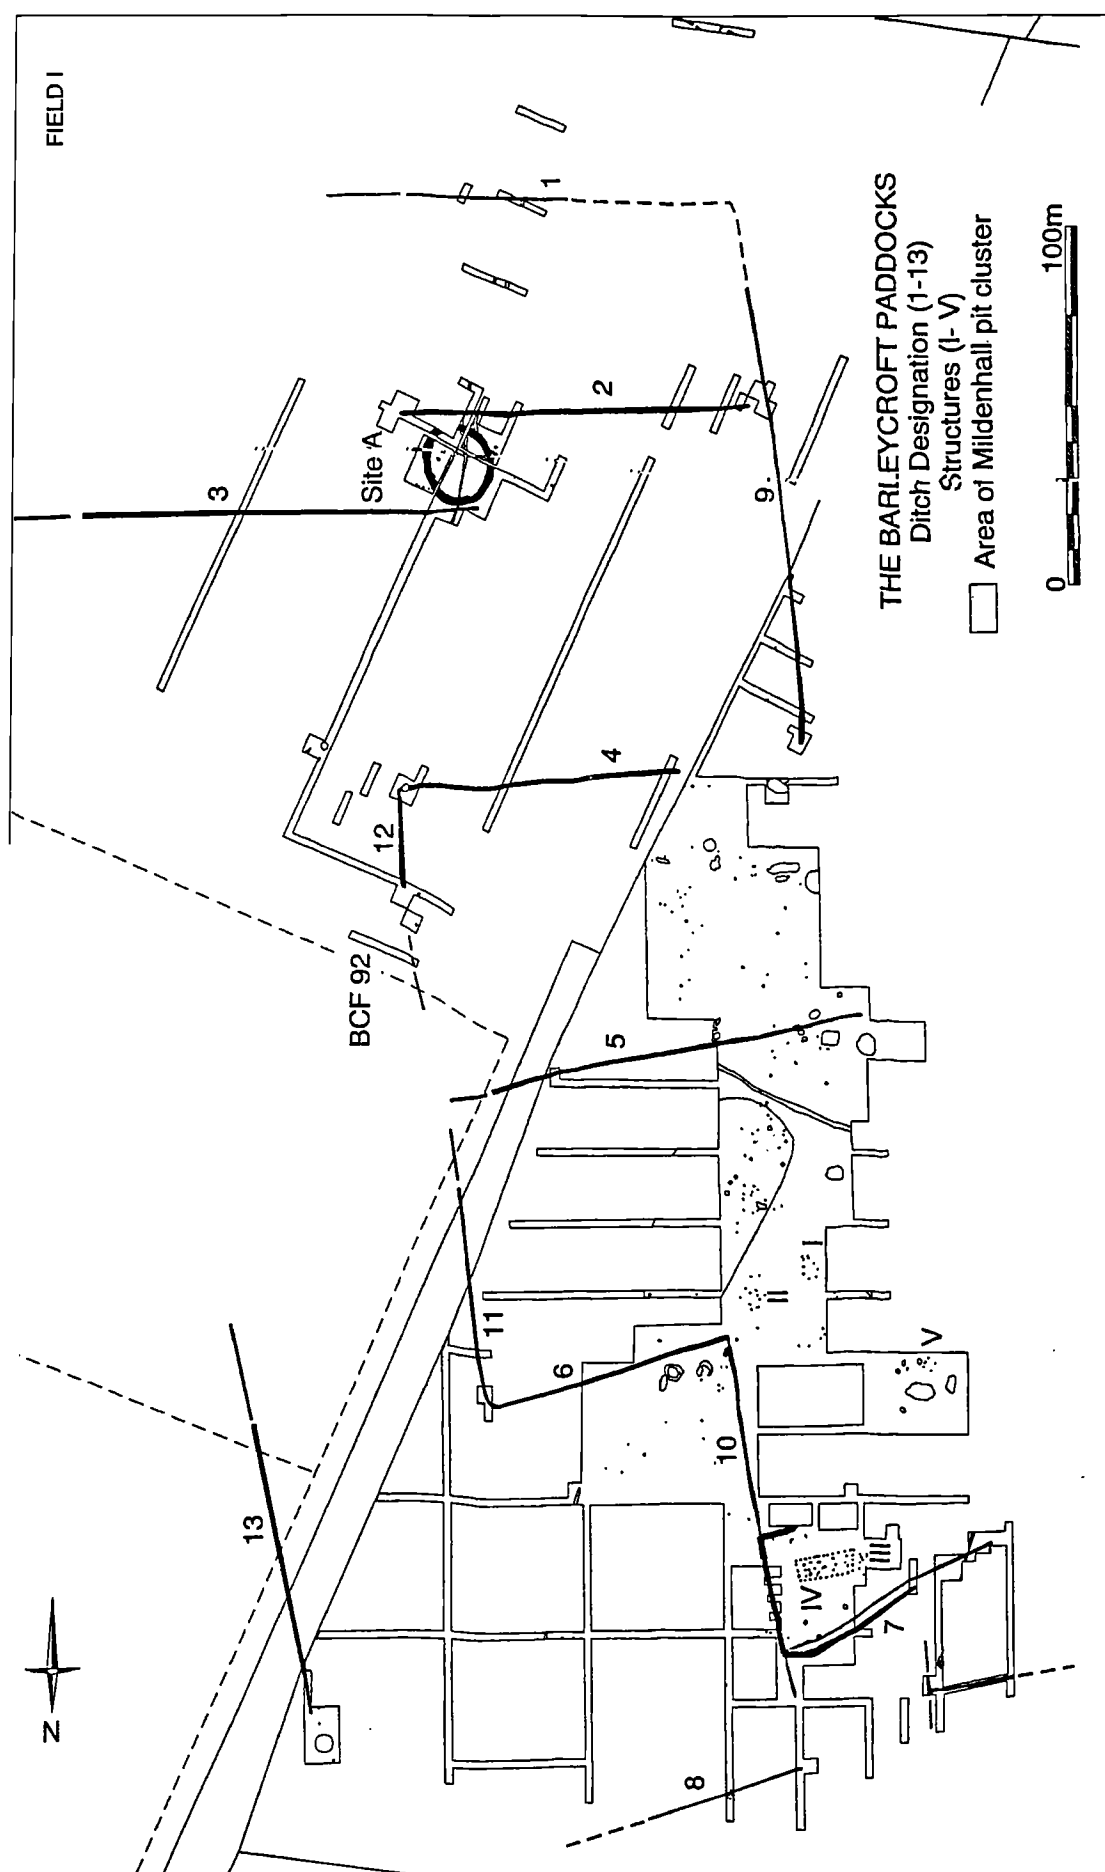 FIELD I
1
2
3
Site A
9
4
12
BCF 92
5
11
I
II
6
V
10
13
III
IV
7
8
N
THE BARLEYCROFT PADDOCKS
Ditch Designation (1-13)
Structures (I- V)
Area of Mildenhall pit cluster
0 100m